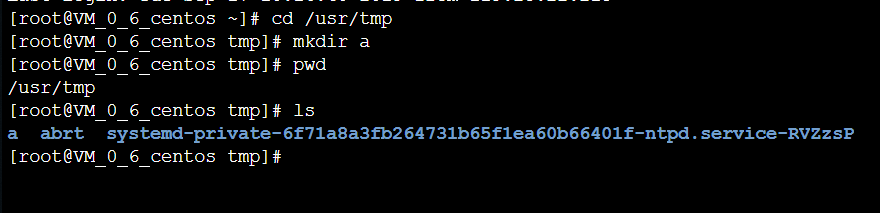 [root@VM_0_6_centos ~]# cd /usr/tmp
[root@VM_0_6_centos tmp]# mkdir a
[root@VM_0_6_centos tmp]# pwd
/usr/tmp
[root@VM_0_6_centos tmp]# ls
a  abrt  systemd-private-6f71a8a3fb264731b65f1ea60b66401f-ntpd.service-RVZzsP
[root@VM_0_6_centos tmp]#